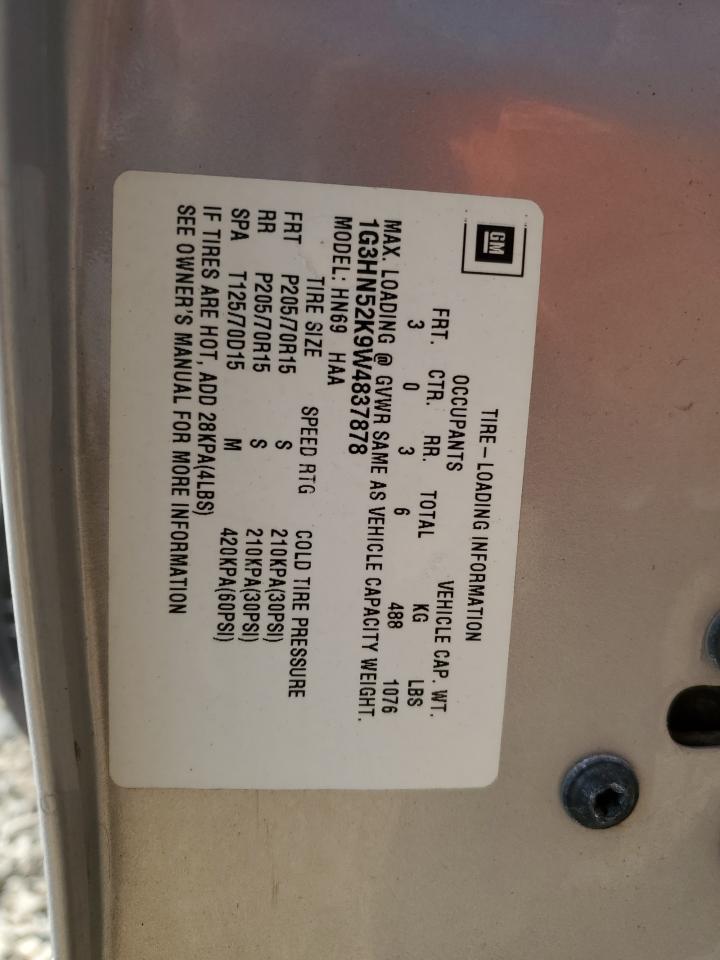 GM
TIRE-LOADING INFORMATION
OCCUPANTS VEHICLE CAP. WT.
FRT. CTR. RR. TOTAL KG LBS
3 0 3 6 488 1076
MAX. LOADING @ GVWR SAME AS VEHICLE CAPACITY WEIGHT.
1G3HN52K9W4837878
MODEL: HN69 HAA
TIRE SIZE SPEED RTG COLD TIRE PRESSURE
FRT P205/70R15 S 210KPA(30PSI)
RR P205/70R15 S 210KPA(30PSI)
SPA T125/70D15 M 420KPA(60PSI)
IF TIRES ARE HOT, ADD 28KPA(4LBS)
SEE OWNER'S MANUAL FOR MORE INFORMATION